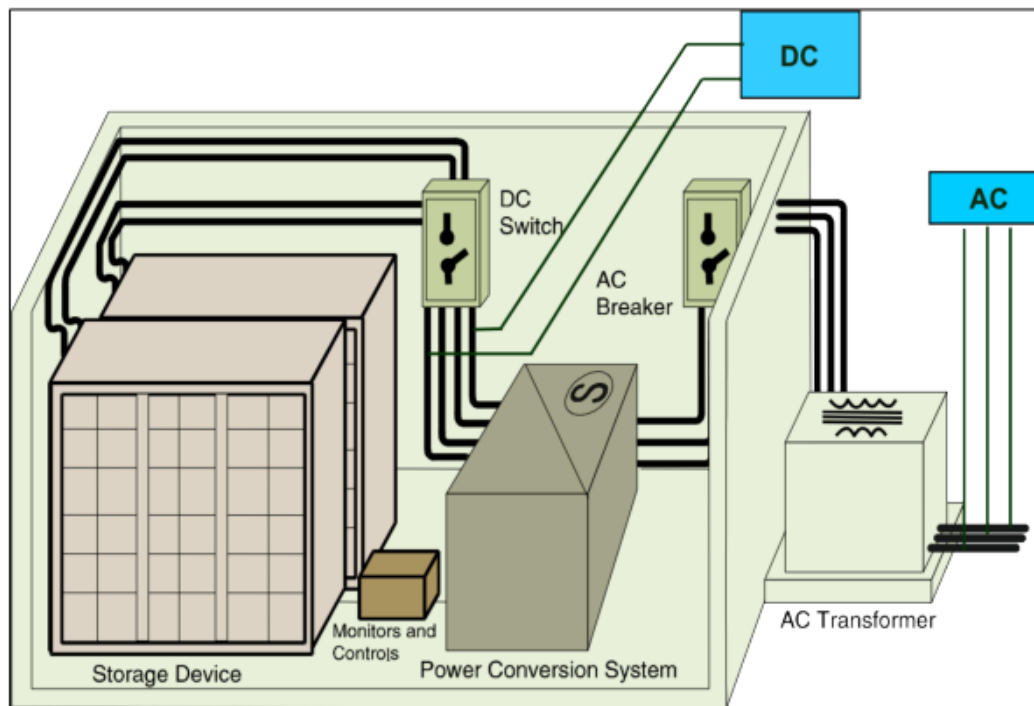 DC
DC
Switch
AC
AC
Breaker
S
Monitors and
Controls
AC Transformer
Storage Device
Power Conversion System